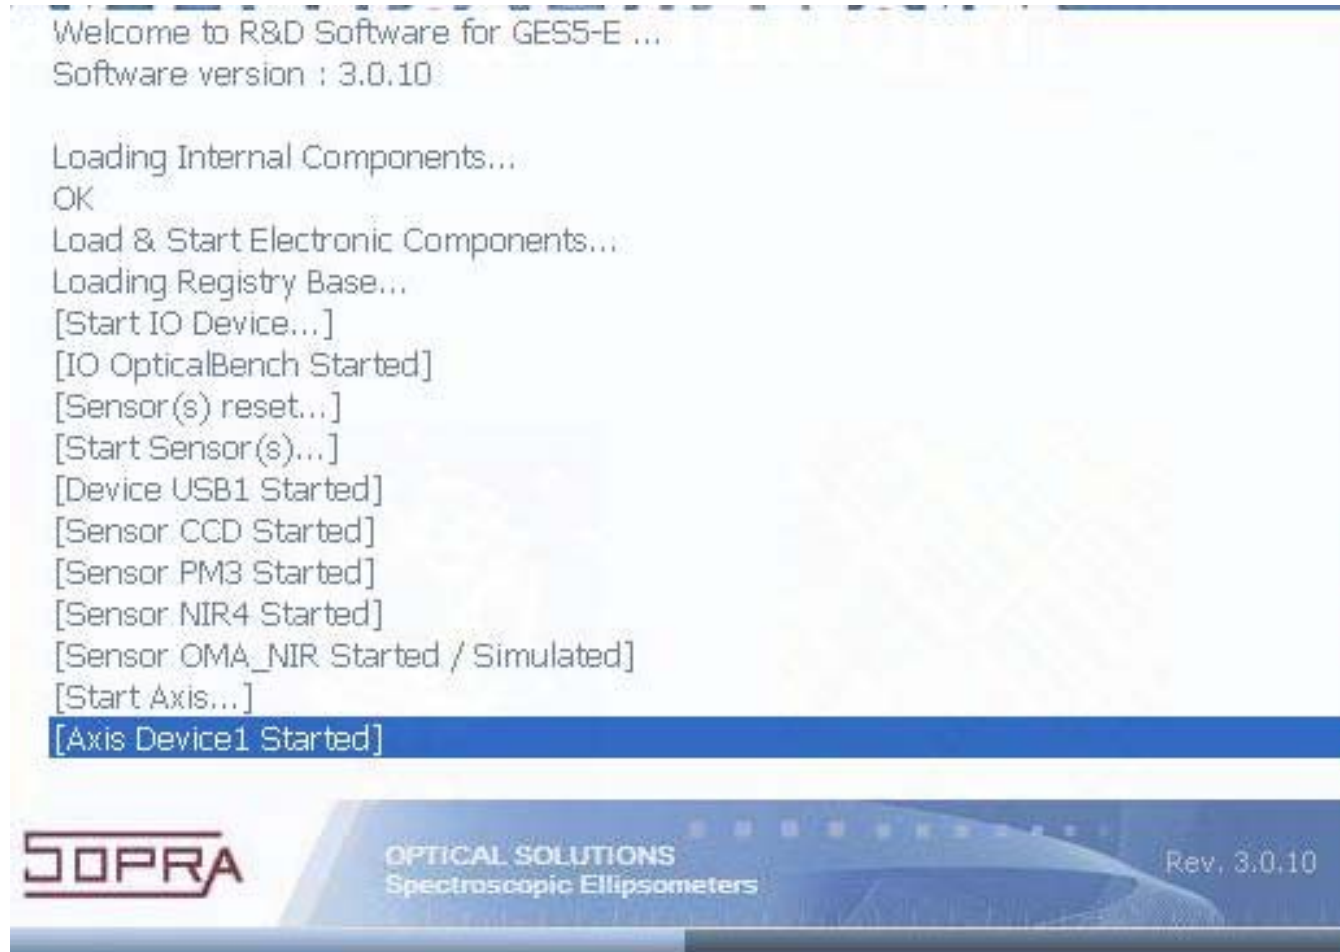 Welcome to R&D Software for GES5-E ...
Software version : 3.0.10
Loading Internal Components...
OK
Load & Start Electronic Components...
Loading Registry Base...
[Start IO Device...]
[IO OpticalBench Started]
[Sensor(s) reset...]
[Start Sensor(s)...]
[Device USB1 Started]
[Sensor CCD Started]
[Sensor PM3 Started]
[Sensor NIR4 Started]
[Sensor OMA_NIR Started / Simulated]
[Start Axis...]
[Axis Device1 Started]
SOPRA
OPTICAL SOLUTIONS
Spectroscopic Ellipsometers
Rev. 3.0.10